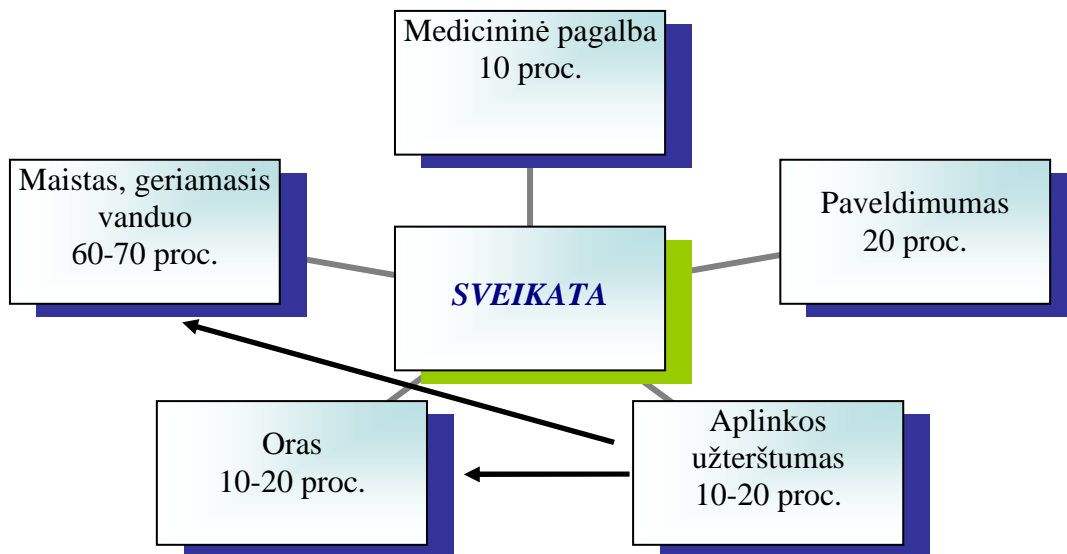 Medicininė pagalba
10 proc.
Maistas, geriamasis
vanduo
60-70 proc.
Paveldimumas
20 proc.
SVEIKATA
Oras
10-20 proc.
Aplinkos
užterštumas
10-20 proc.